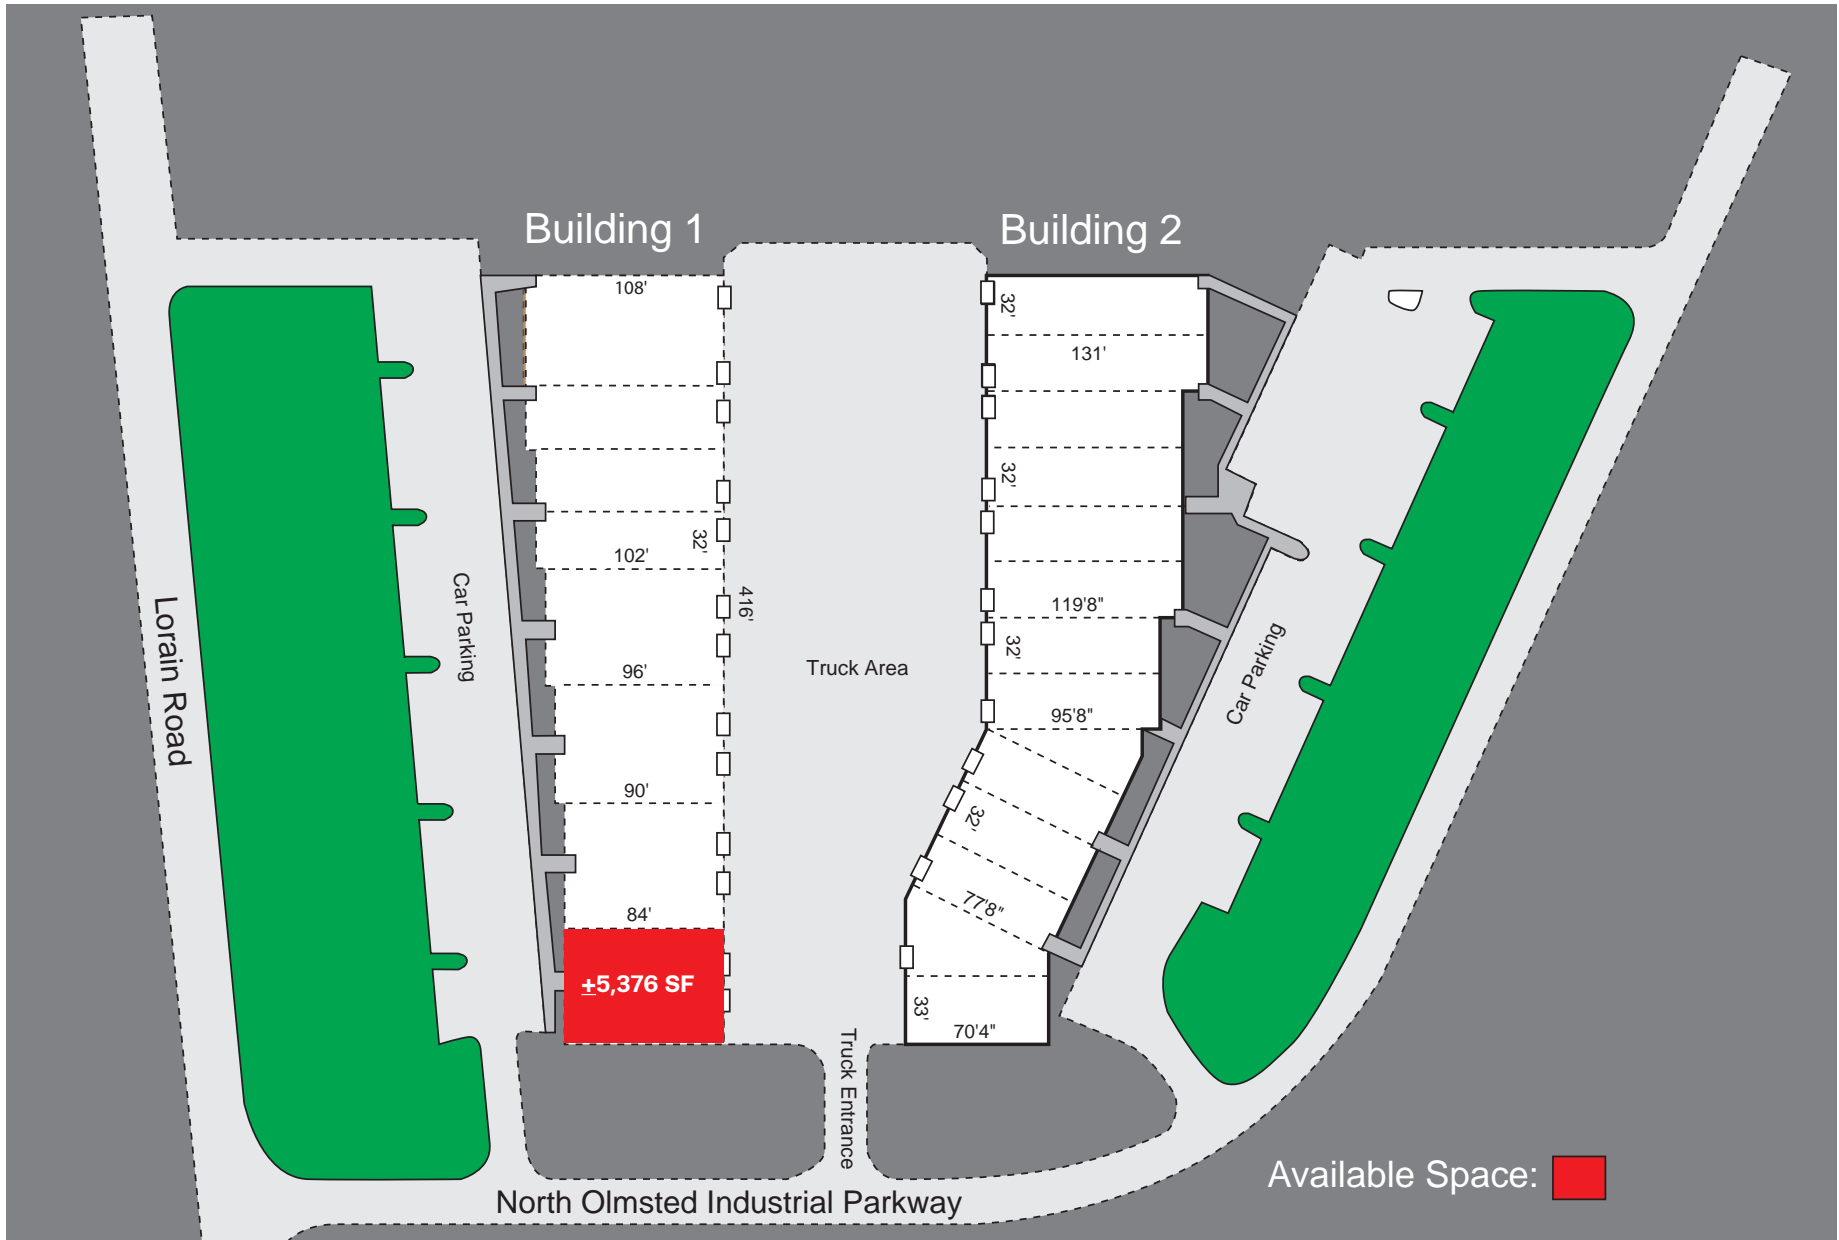 Building 1
Building 2
108'
32'
131'
32'
102'
32'
416'
119'8"
32'
96'
Truck Area
95'8"
90'
32'
84'
77'8"
±5,376 SF
33'
70'4"
Car Parking
Car Parking
Lorain Road
Truck Entrance
North Olmsted Industrial Parkway
Available Space: